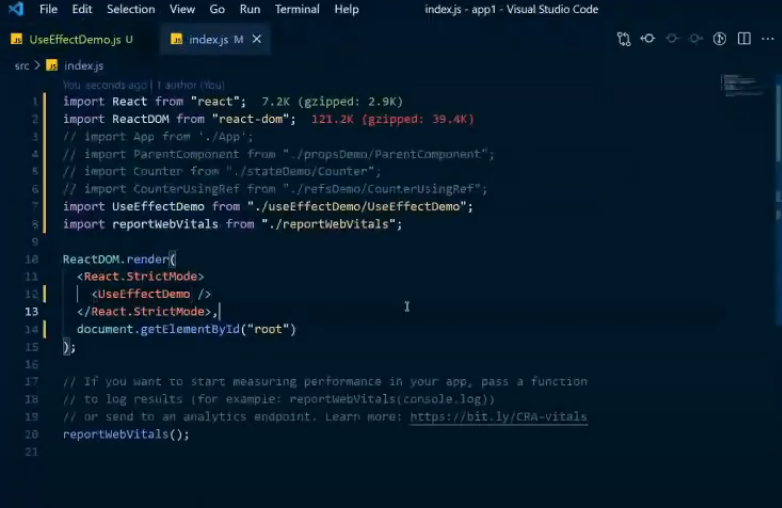 File Edit Selection View Go Run Terminal Help index.js - app1 - Visual Studio Code
JS UseEffectDemo.js U JS index.js M ×
src > JS index.js
You seconds ago | 1 author (You)
1 import React from "react"; 7.2K (gzipped: 2.9K)
2 import ReactDOM from "react-dom"; 121.2K (gzipped: 39.4K)
3 // import App from './App';
4 // import ParentComponent from "./propsDemo/ParentComponent";
5 // import Counter from "./stateDemo/Counter";
6 // import CounterUsingRef from "./refsDemo/CounterUsingRef";
7 import UseEffectDemo from "./useEffectDemo/UseEffectDemo";
8 import reportWebVitals from "./reportWebVitals";
9
10 ReactDOM.render(
11 <React.StrictMode>
12 <UseEffectDemo />
13 </React.StrictMode>,
14 document.getElementById("root")
15 );
16
17 // If you want to start measuring performance in your app, pass a function
18 // to log results (for example: reportWebVitals(console.log))
19 // or send to an analytics endpoint. Learn more: https://bit.ly/CRA-vitals
20 reportWebVitals();
21